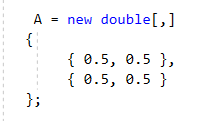 A = new double[,]
{
{ 0.5, 0.5 },
{ 0.5, 0.5 }
};